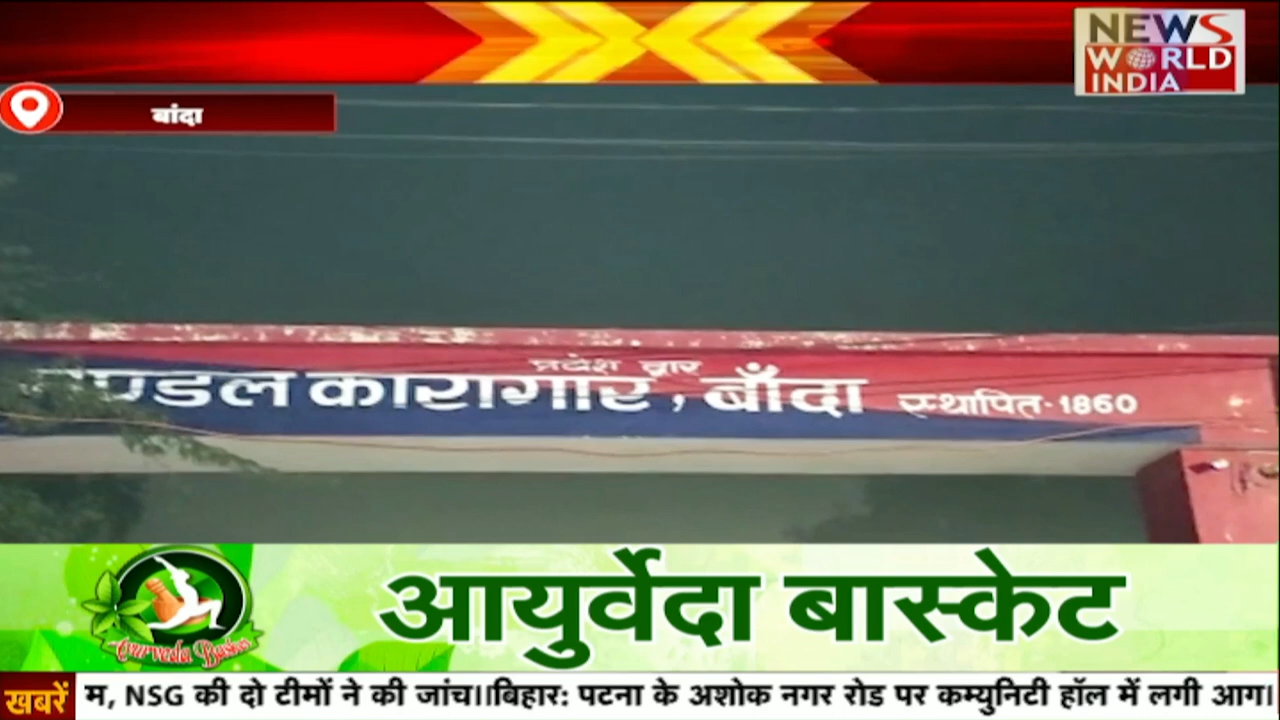 NEWS
WORLD
INDIA
बांदा
प्रवेश द्वार
मण्डल कारागार, बाँदा स्थापित-1860
आयुर्वेदा बास्केट
Ayurveda Basket
खबरें
म, NSG की दो टीमों ने की जांच।।बिहार: पटना के अशोक नगर रोड पर कम्युनिटी हॉल में लगी आग।